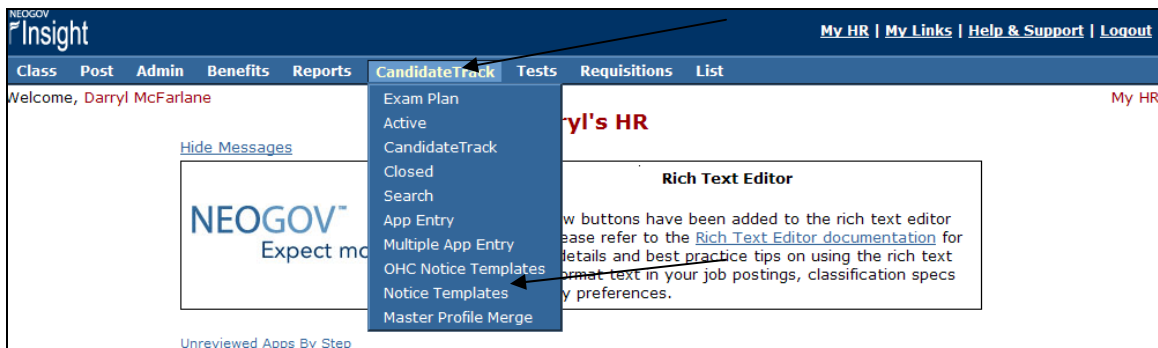 NEOGOV
Insight
My HR | My Links | Help & Support | Logout
Class Post Admin Benefits Reports CandidateTrack Tests Requisitions List
Welcome, Darryl McFarlane
My HR
Exam Plan
Active
CandidateTrack
Closed
Search
App Entry
Multiple App Entry
OHC Notice Templates
Notice Templates
Master Profile Merge
ryl's HR
Hide Messages
NEOGOV™
Expect mo
Rich Text Editor
w buttons have been added to the rich text editor
ease refer to the Rich Text Editor documentation for
details and best practice tips on using the rich text
ormat text in your job postings, classification specs
y preferences.
Unreviewed Apps By Step